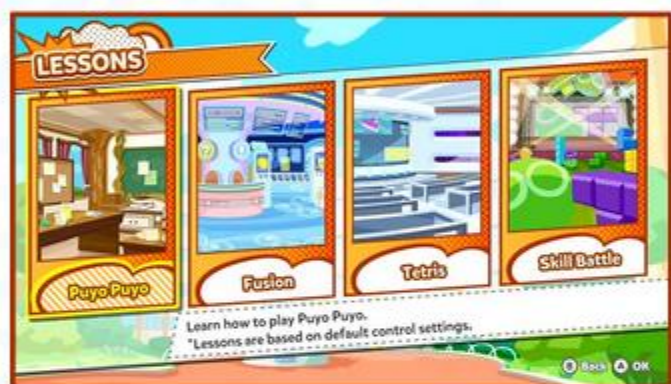 LESSONS
Puyo Puyo
Fusion
Tetris
Skill Battle
Learn how to play Puyo Puyo.
*Lessons are based on default control settings.
B Back A OK